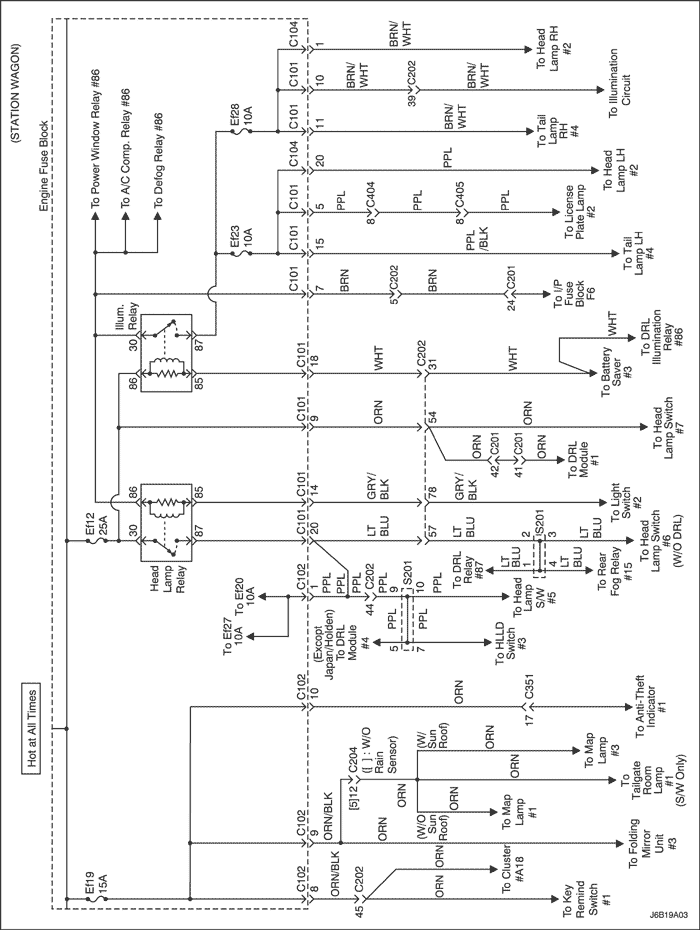 (STATION WAGON)
Hot at All Times
Engine Fuse Block
Ef19
15A
Ef12
25A
To Power Window Relay #86
To A/C Comp. Relay #86
To Defog Relay #86
To Ef27
10A
To Ef20
10A
Head
Lamp
Relay
30
86
87
85
Illum.
Relay
86
30
85
87
Ef23
10A
Ef28
10A
C102
8
C102
9
C102
10
C102
1
C101
20
C101
14
C101
9
C101
18
C101
7
C101
15
C101
5
C104
20
C101
11
C101
10
C104
1
ORN/BLK
45
C202
ORN
ORN
To Key
Remind
Switch
#1
To Cluster
#A18
ORN/BLK
ORN
[5]12
C204
([ ] : W/O
Rain
Sensor)
ORN
(W/O Sun
Roof)
ORN
To Map
Lamp
#1
(W/
Sun
Roof)
ORN
To Map
Lamp
#3
ORN
To
Tailgate
Room
Lamp
#1
(S/W Only)
To Folding
Mirror
Unit
#3
ORN
17
C351
To Anti-Theft
Indicator
#1
PPL
PPL
PPL
44
C202
PPL
9
S201
10
PPL
5
7
PPL
PPL
(Except
Japan/Holden)
To DRL
Module
#4
To HLLD
Switch
#3
To Head
Lamp
S/W
#5
LT
BLU
57
LT
BLU
2
S201
3
LT
BLU
1
4
LT
BLU
LT
BLU
To DRL
Relay
#87
To Rear
Fog Relay
#15
To Head
Lamp Switch
#6
(W/O DRL)
GRY/
BLK
78
GRY/
BLK
To Light
Switch
#2
ORN
54
ORN
42
C201
41
C201
ORN
To DRL
Module
#1
ORN
To Head
Lamp Switch
#7
WHT
C202
31
WHT
WHT
To Battery
Saver
#3
To DRL
Illumination
Relay
#86
BRN
5
C202
BRN
24
C201
To I/P
Fuse
Block
F6
PPL
/BLK
To Tail
Lamp LH
#4
PPL
8
C404
PPL
8
C405
PPL
To License
Plate Lamp
#2
PPL
To Head
Lamp LH
#2
BRN/
WHT
To Tail
Lamp
RH
#4
BRN/
WHT
39
C202
BRN/
WHT
To Illumination
Circuit
BRN/
WHT
To Head
Lamp RH
#2
J6B19A03